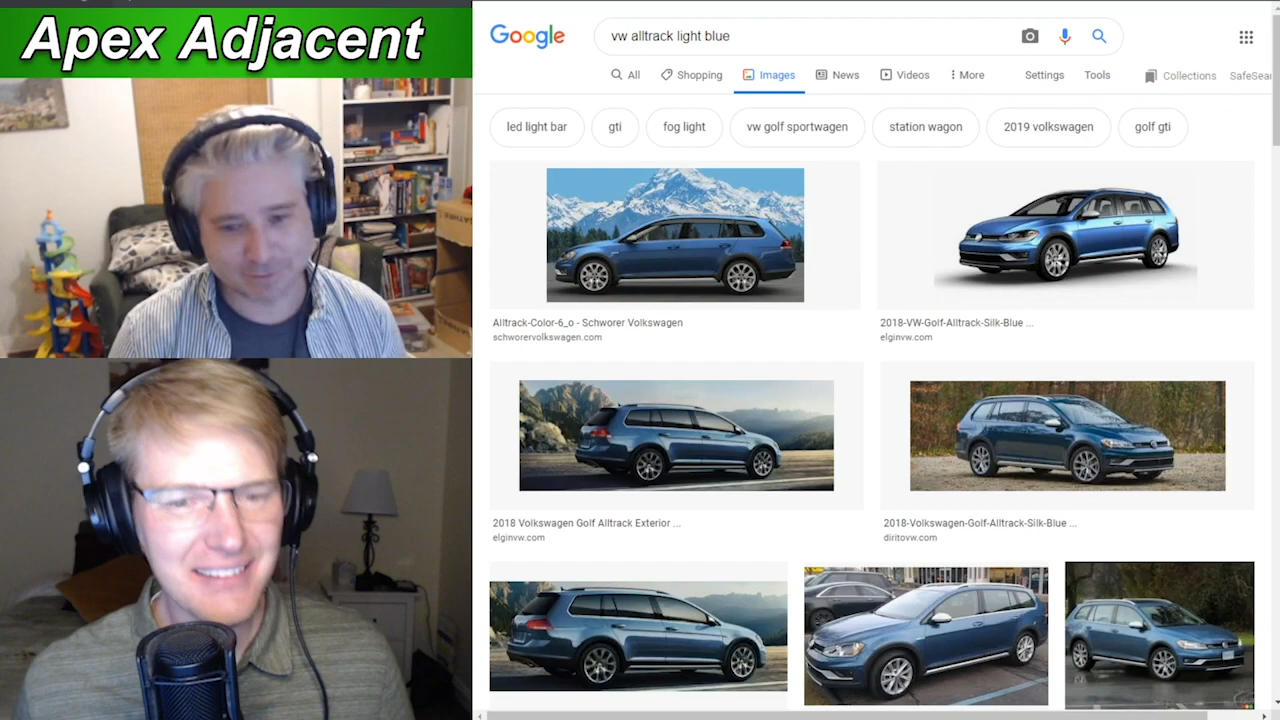 Apex Adjacent
Google
vw alltrack light blue
All
Shopping
Images
News
Videos
More
Settings
Tools
Collections
SafeSear
led light bar
gti
fog light
vw golf sportwagen
station wagon
2019 volkswagen
golf gti
Alltrack-Color-6_o - Schworer Volkswagen
schworervolkswagen.com
2018-VW-Golf-Alltrack-Silk-Blue ...
elginvw.com
2018 Volkswagen Golf Alltrack Exterior ...
elginvw.com
2018-Volkswagen-Golf-Alltrack-Silk-Blue ...
diritovw.com